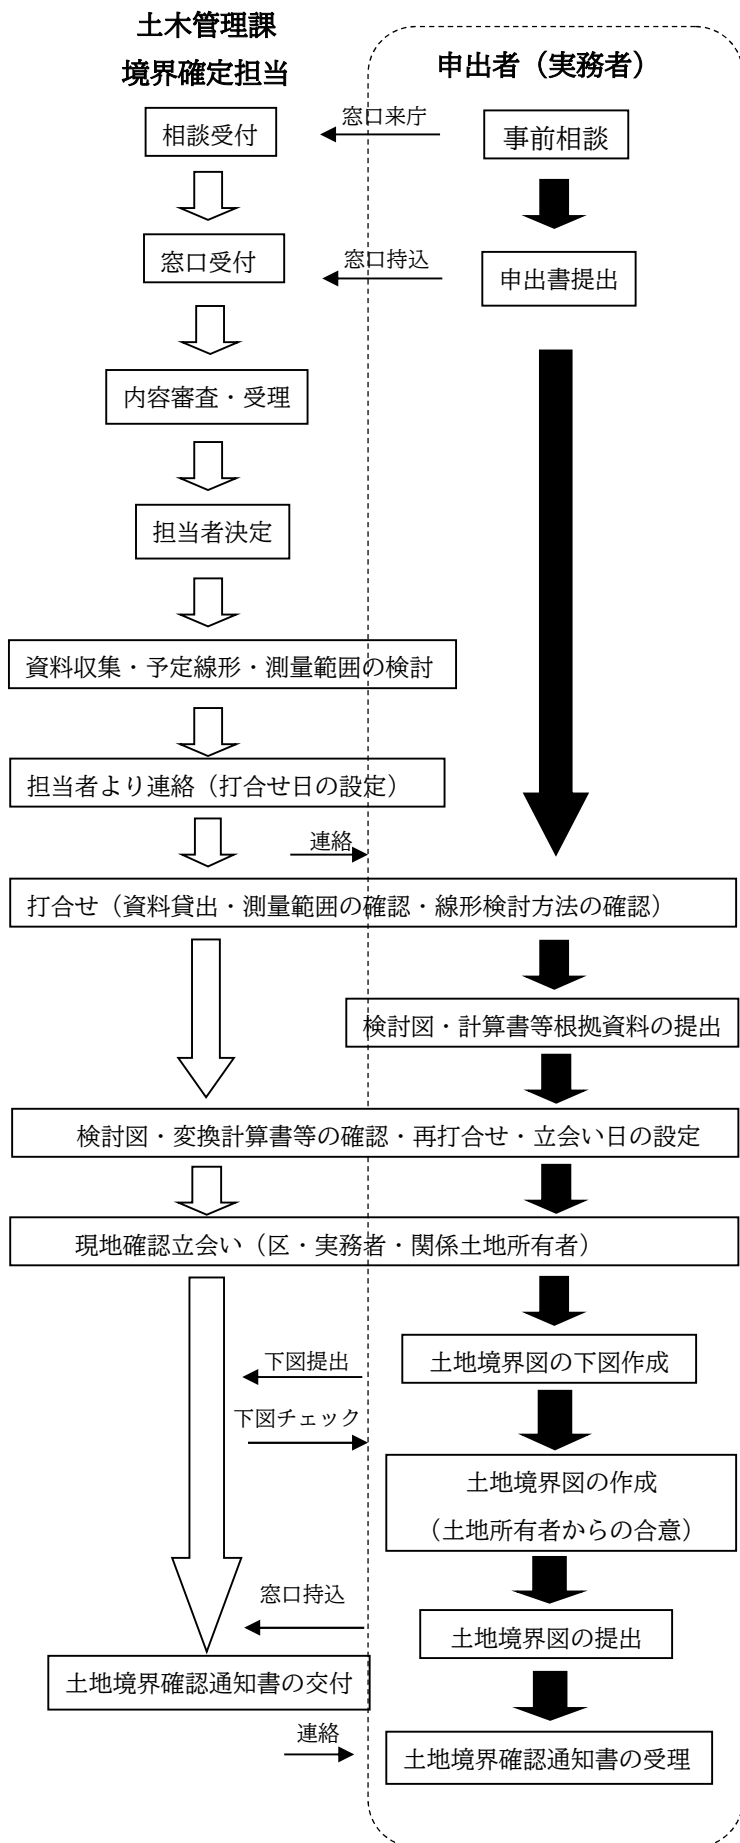 土木管理課
境界確定担当
申出者（実務者）
相談受付
窓口来庁
事前相談
窓口受付
窓口持込
申出書提出
内容審査・受理
担当者決定
資料収集・予定線形・測量範囲の検討
担当者より連絡（打合せ日の設定）
連絡
打合せ（資料貸出・測量範囲の確認・線形検討方法の確認）
検討図・計算書等根拠資料の提出
検討図・変換計算書等の確認・再打合せ・立会い日の設定
現地確認立会い（区・実務者・関係土地所有者）
下図提出
土地境界図の下図作成
下図チェック
土地境界図の作成
（土地所有者からの合意）
窓口持込
土地境界図の提出
土地境界確認通知書の交付
連絡
土地境界確認通知書の受理